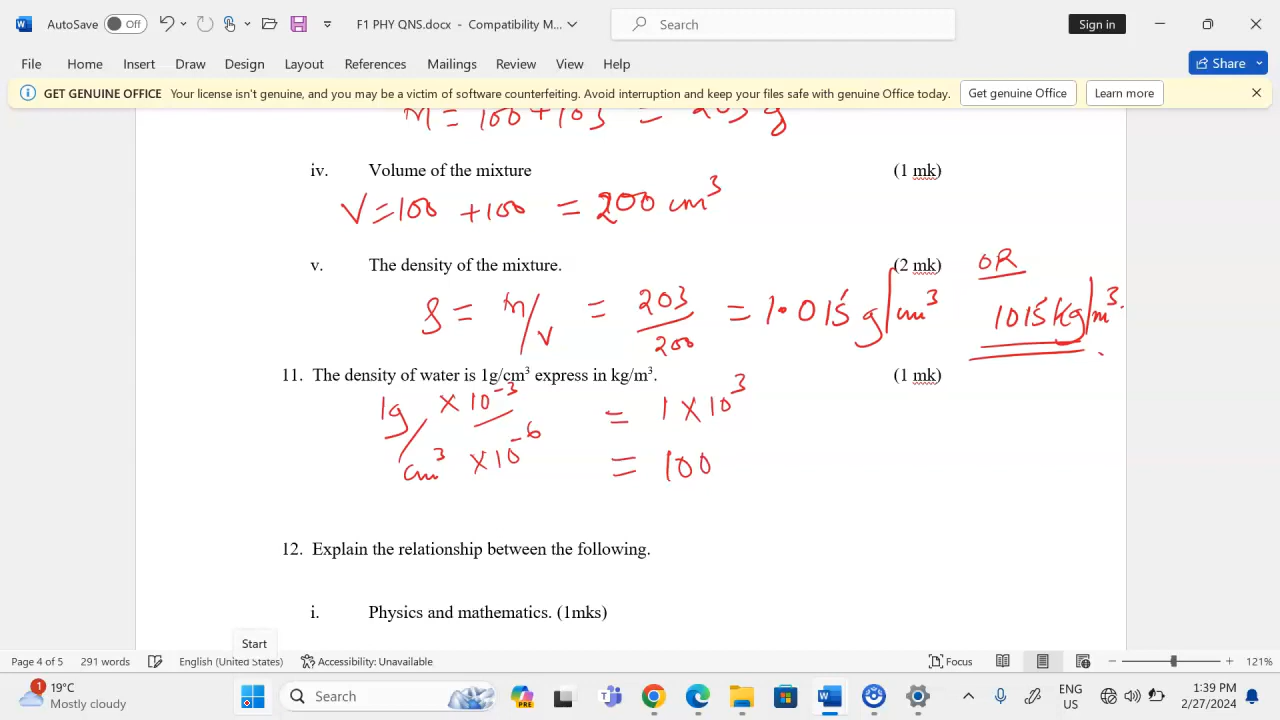 AutoSave Off F1 PHY QNS.docx - Compatibility M... Search Sign in
File Home Insert Draw Design Layout References Mailings Review View Help Share
GET GENUINE OFFICE Your license isn't genuine, and you may be a victim of software counterfeiting. Avoid interruption and keep your files safe with genuine Office today. Get genuine Office Learn more
M = 100 + 103 = 203 g
iv. Volume of the mixture (1 mk)
V = 100 + 100 = 200 cm³
v. The density of the mixture. (2 mk) OR
ρ = M/V = 203/200 = 1.015 g/cm³ 1015 kg/m³.
11. The density of water is 1g/cm³ express in kg/m³. (1 mk)
1g × 10⁻³ = 1 × 10³
cm³ × 10⁻⁶ = 100
12. Explain the relationship between the following.
i. Physics and mathematics. (1mks)
Start
Page 4 of 5 291 words English (United States) Accessibility: Unavailable Focus 121%
1 19°C Mostly cloudy Search PRE ENG US 1:39 PM 2/27/2024